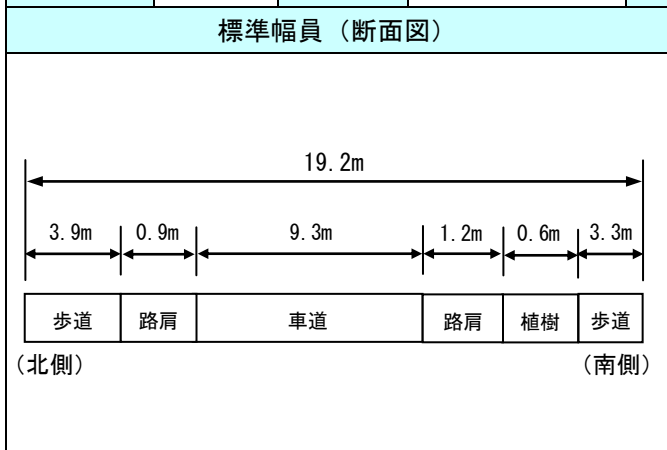 標準幅員（断面図）
19.2m
3.9m 0.9m 9.3m 1.2m 0.6m 3.3m
歩道 路肩 車道 路肩 植樹 歩道
(北側) (南側)